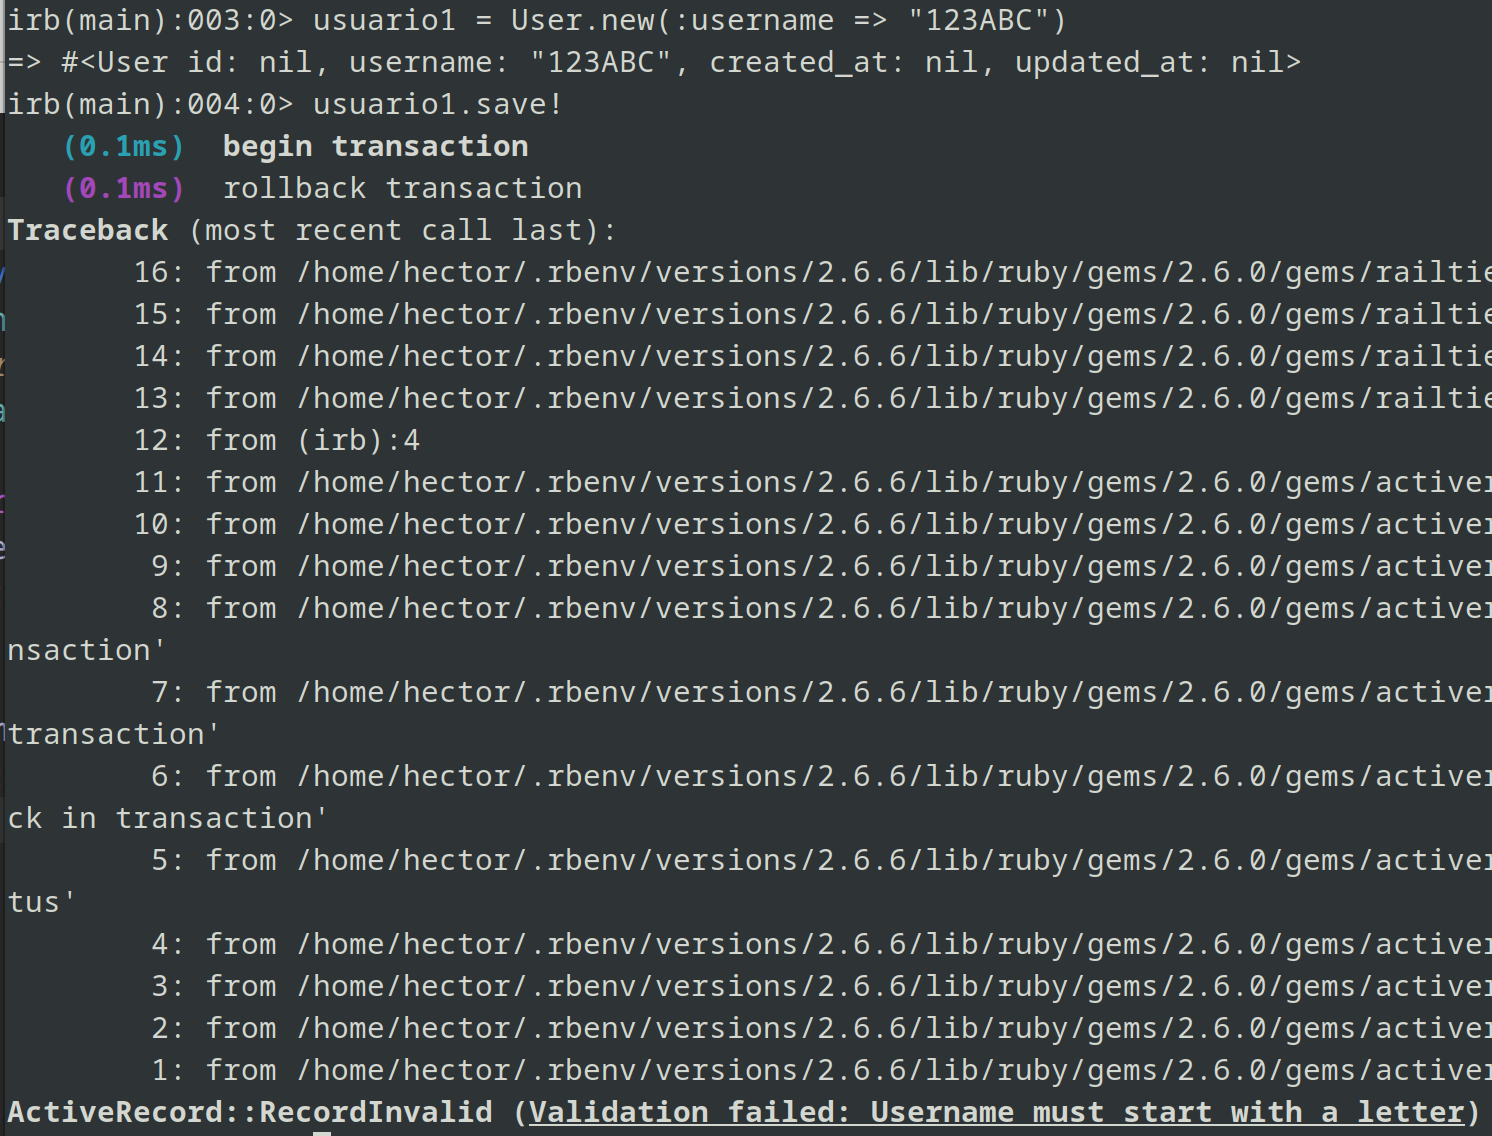 irb(main):003:0> usuario1 = User.new(:username => "123ABC")
=> #<User id: nil, username: "123ABC", created_at: nil, updated_at: nil>
irb(main):004:0> usuario1.save!
(0.1ms) begin transaction
(0.1ms) rollback transaction
Traceback (most recent call last):
16: from /home/hector/.rbenv/versions/2.6.6/lib/ruby/gems/2.6.0/gems/railtie
15: from /home/hector/.rbenv/versions/2.6.6/lib/ruby/gems/2.6.0/gems/railtie
14: from /home/hector/.rbenv/versions/2.6.6/lib/ruby/gems/2.6.0/gems/railtie
13: from /home/hector/.rbenv/versions/2.6.6/lib/ruby/gems/2.6.0/gems/railtie
12: from (irb):4
11: from /home/hector/.rbenv/versions/2.6.6/lib/ruby/gems/2.6.0/gems/activer
10: from /home/hector/.rbenv/versions/2.6.6/lib/ruby/gems/2.6.0/gems/activer
9: from /home/hector/.rbenv/versions/2.6.6/lib/ruby/gems/2.6.0/gems/activer
8: from /home/hector/.rbenv/versions/2.6.6/lib/ruby/gems/2.6.0/gems/activer
nsaction'
7: from /home/hector/.rbenv/versions/2.6.6/lib/ruby/gems/2.6.0/gems/activer
transaction'
6: from /home/hector/.rbenv/versions/2.6.6/lib/ruby/gems/2.6.0/gems/activer
ck in transaction'
5: from /home/hector/.rbenv/versions/2.6.6/lib/ruby/gems/2.6.0/gems/activer
tus'
4: from /home/hector/.rbenv/versions/2.6.6/lib/ruby/gems/2.6.0/gems/activer
3: from /home/hector/.rbenv/versions/2.6.6/lib/ruby/gems/2.6.0/gems/activer
2: from /home/hector/.rbenv/versions/2.6.6/lib/ruby/gems/2.6.0/gems/activer
1: from /home/hector/.rbenv/versions/2.6.6/lib/ruby/gems/2.6.0/gems/activer
ActiveRecord::RecordInvalid (Validation failed: Username must start with a letter)